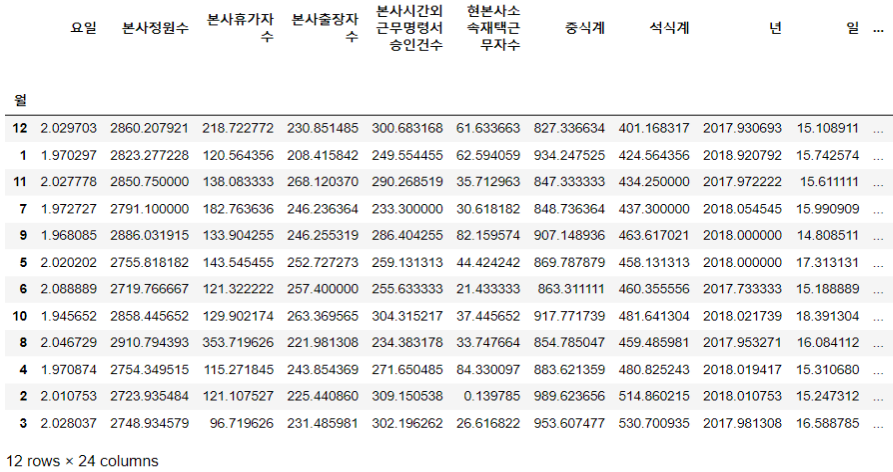 요일 본사정원수 본사휴가자수 본사출장자수 본사시간외근무명령서승인건수 현본사소속재택근무자수 중식계 석식계 년 일 ...
월
12 2.029703 2860.207921 218.722772 230.851485 300.683168 61.633663 827.336634 401.168317 2017.930693 15.108911 ...
1 1.970297 2823.277228 120.564356 208.415842 249.554455 62.594059 934.247525 424.564356 2018.920792 15.742574 ...
11 2.027778 2850.750000 138.083333 268.120370 290.268519 35.712963 847.333333 434.250000 2017.972222 15.611111 ...
7 1.972727 2791.100000 182.763636 246.236364 233.300000 30.618182 848.736364 437.300000 2018.054545 15.990909 ...
9 1.968085 2886.031915 133.904255 246.255319 286.404255 82.159574 907.148936 463.617021 2018.000000 14.808511 ...
5 2.020202 2755.818182 143.545455 252.727273 259.131313 44.424242 869.787879 458.131313 2018.000000 17.313131 ...
6 2.088889 2719.766667 121.322222 257.400000 255.633333 21.433333 863.311111 460.355556 2017.733333 15.188889 ...
10 1.945652 2858.445652 129.902174 263.369565 304.315217 37.445652 917.771739 481.641304 2018.021739 18.391304 ...
8 2.046729 2910.794393 353.719626 221.981308 234.383178 33.747664 854.785047 459.485981 2017.953271 16.084112 ...
4 1.970874 2754.349515 115.271845 243.854369 271.650485 84.330097 883.621359 480.825243 2018.019417 15.310680 ...
2 2.010753 2723.935484 121.107527 225.440860 309.150538 0.139785 989.623656 514.860215 2018.010753 15.247312 ...
3 2.028037 2748.934579 96.719626 231.485981 302.196262 26.616822 953.607477 530.700935 2017.981308 16.588785 ...
12 rows × 24 columns